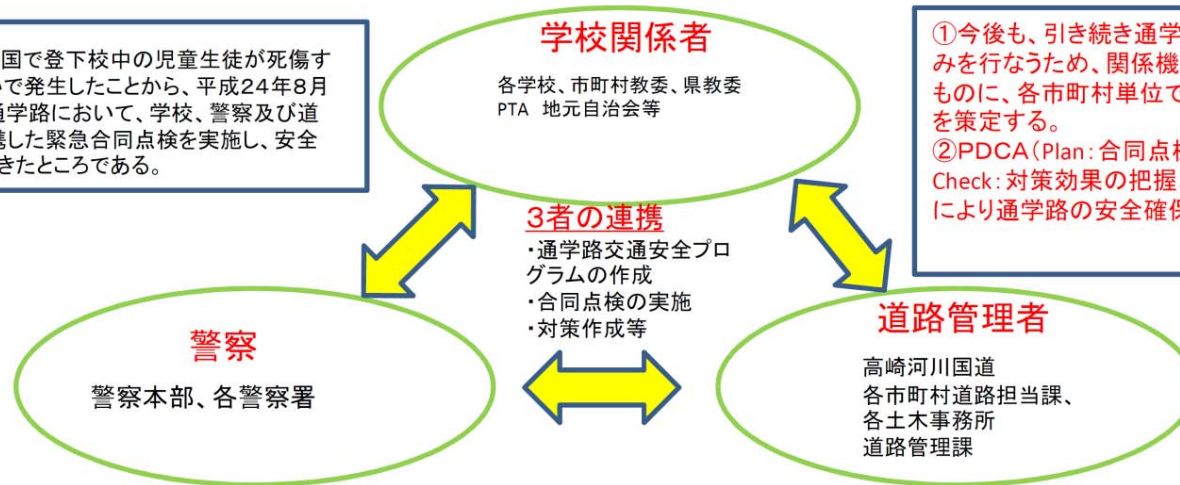 国で登下校中の児童生徒が死傷す
いで発生したことから、平成24年8月
通学路において、学校、警察及び道
携した緊急合同点検を実施し、安全
きたところである。
学校関係者
各学校、市町村教委、県教委
PTA 地元自治会等
①今後も、引き続き通学
みを行なうため、関係機
ものに、各市町村単位で
を策定する。
②PDCA(Plan:合同点検
Check:対策効果の把握
により通学路の安全確保
3者の連携
・通学路交通安全プロ
グラムの作成
・合同点検の実施
・対策作成等
警察
警察本部、各警察署
道路管理者
高崎河川国道
各市町村道路担当課、
各土木事務所
道路管理課